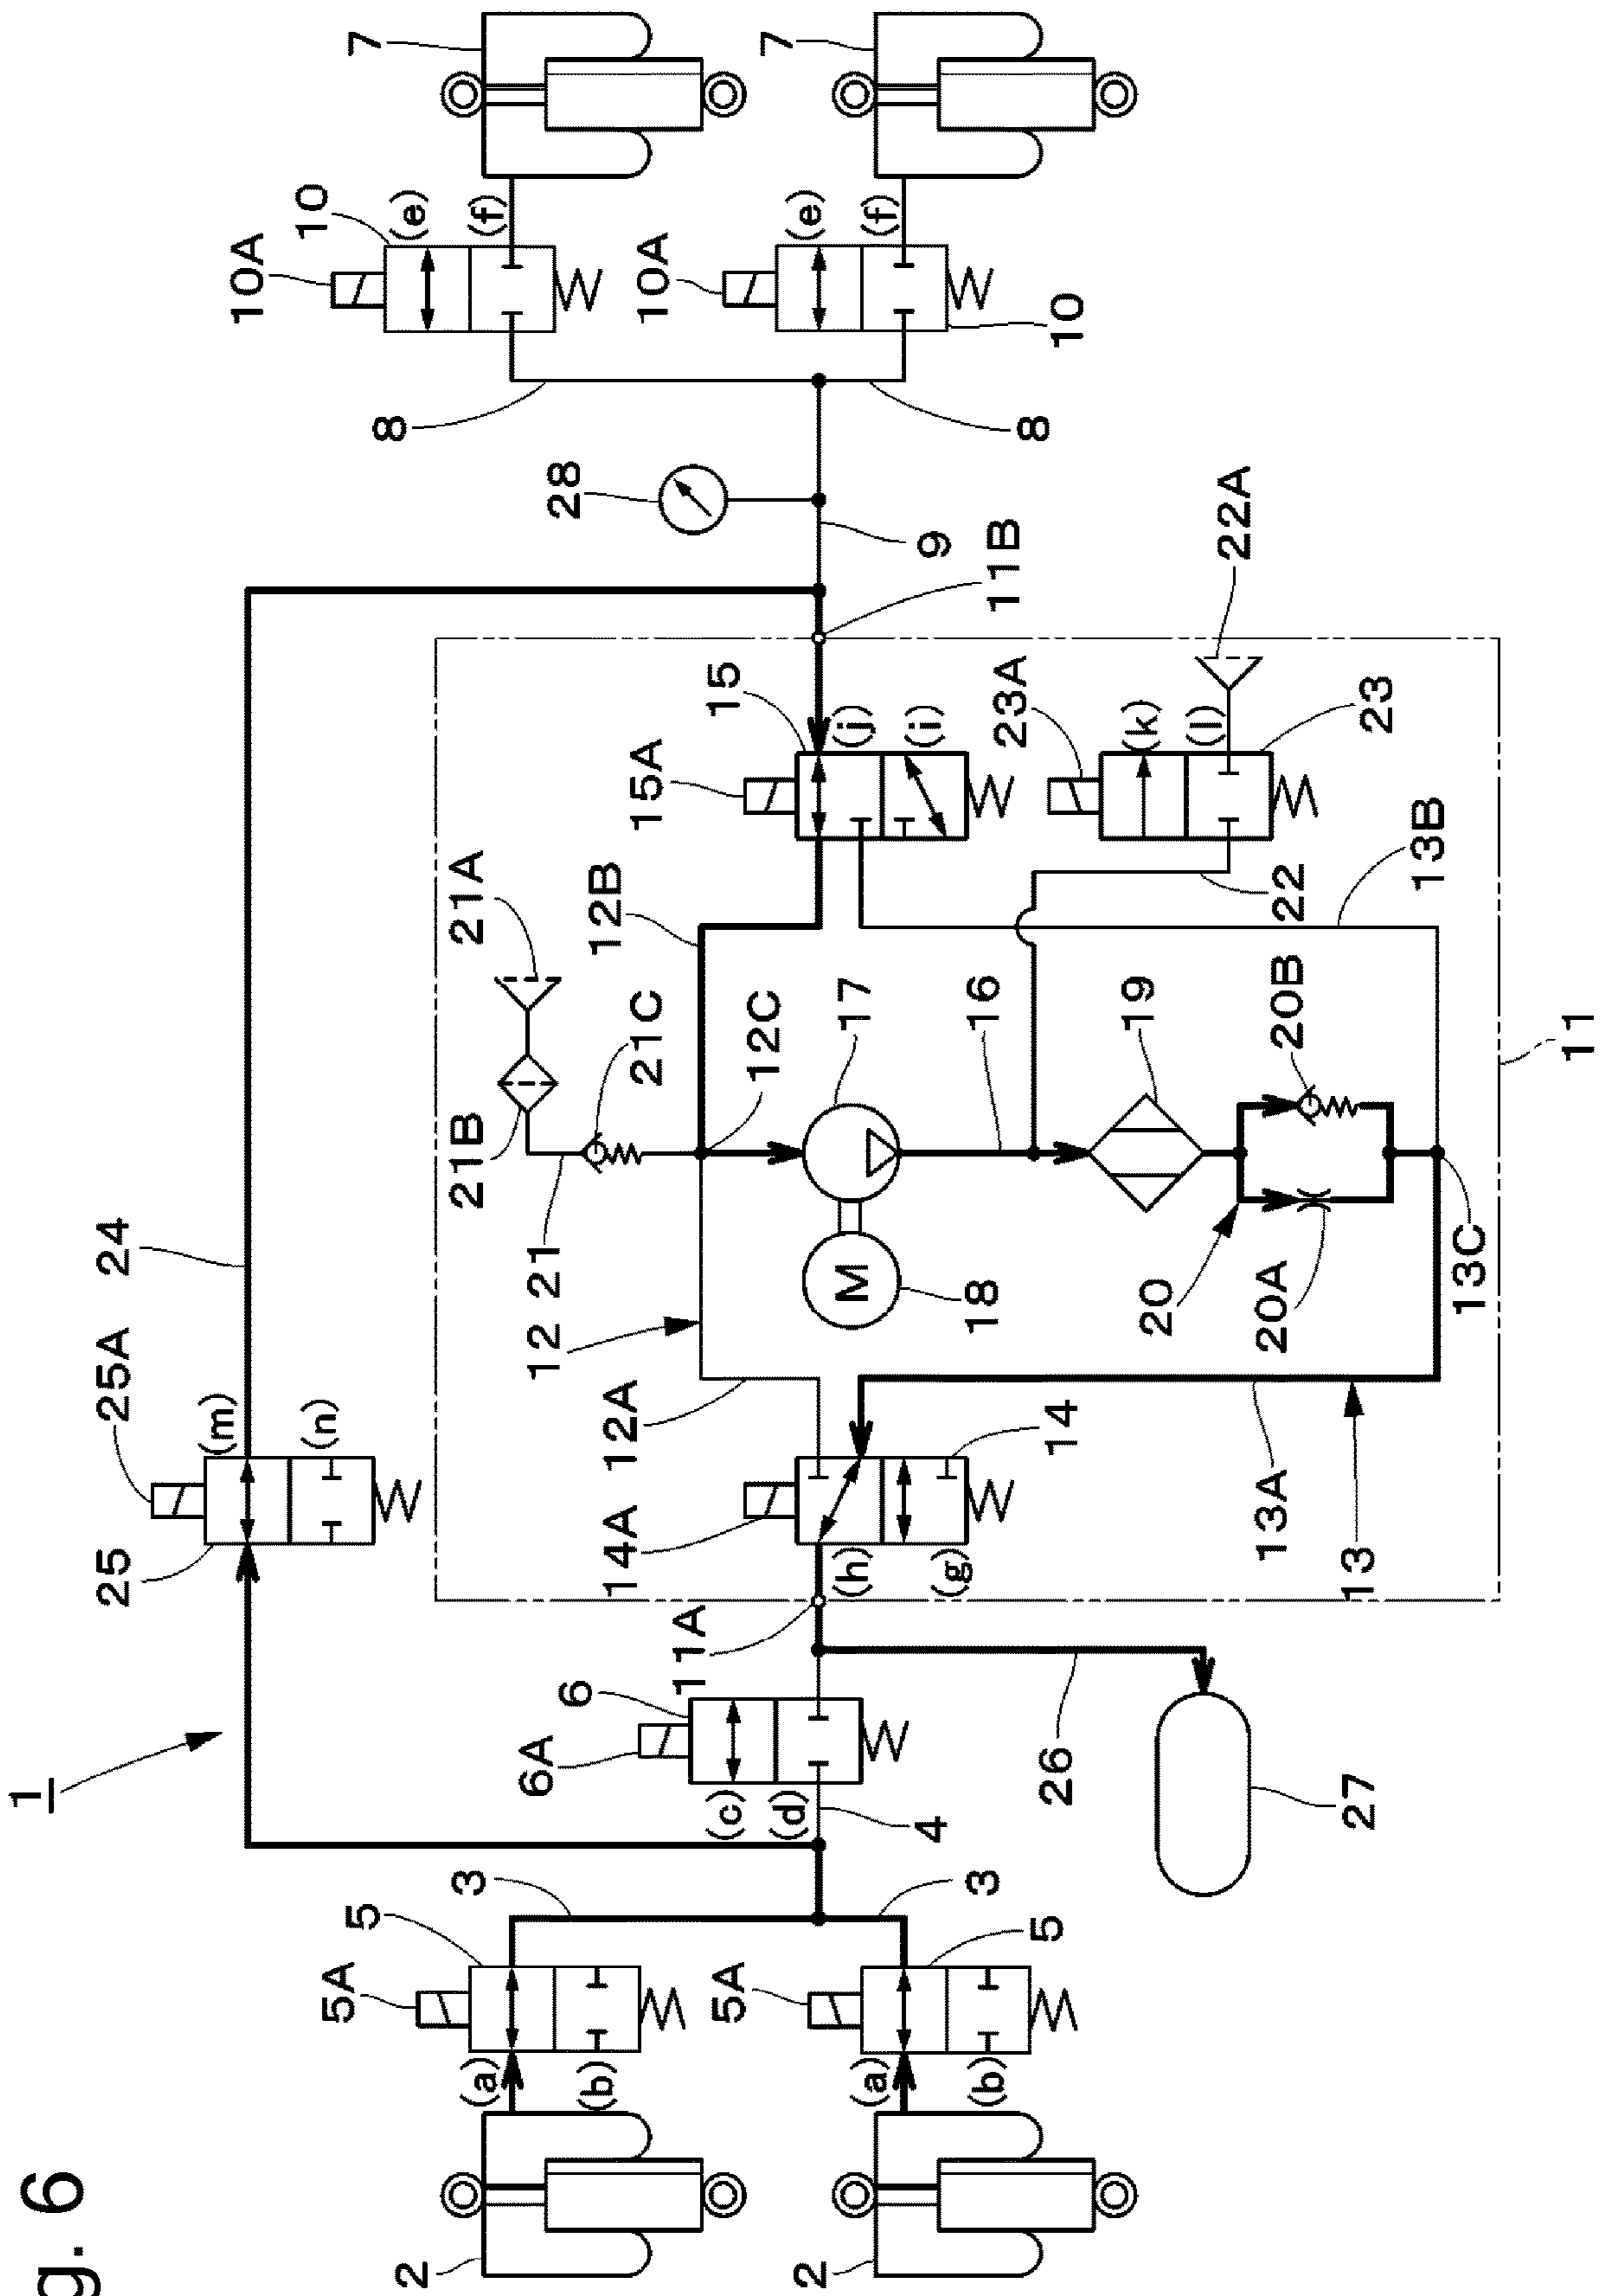 g. 6
1
25
25A
24
(m)
(n)
5A
5
3
(a)
(b)
2
5A
5
3
(a)
(b)
2
4
6A
6
(c)
(d)
11A
26
27
14A
14
(h)
(g)
12A
12
21
21B
21A
21C
12B
12C
17
18
M
16
19
20
20A
20B
13
13A
13B
13C
15A
15
(j)
(i)
23A
23
(k)
(l)
22
22A
11
11B
9
28
8
8
10A
10
(e)
(f)
7
10A
10
(e)
(f)
7